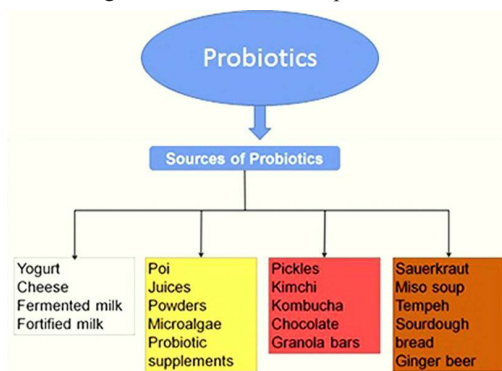 Probiotics
Sources of Probiotics
Yogurt
Cheese
Fermented milk
Fortified milk
Poi
Juices
Powders
Microalgae
Probiotic
supplements
Pickles
Kimchi
Kombucha
Chocolate
Granola bars
Sauerkraut
Miso soup
Tempeh
Sourdough
bread
Ginger beer